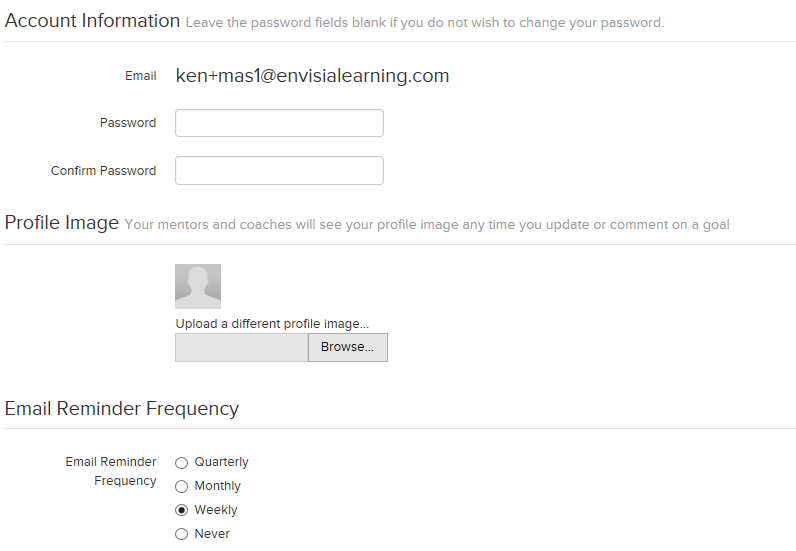 Account Information Leave the password fields blank if you do not wish to change your password.
Email ken+mas1@envisialearning.com
Password
Confirm Password
Profile Image Your mentors and coaches will see your profile image any time you update or comment on a goal
Upload a different profile image...
Browse...
Email Reminder Frequency
Email Reminder
Frequency
Quarterly
Monthly
Weekly
Never